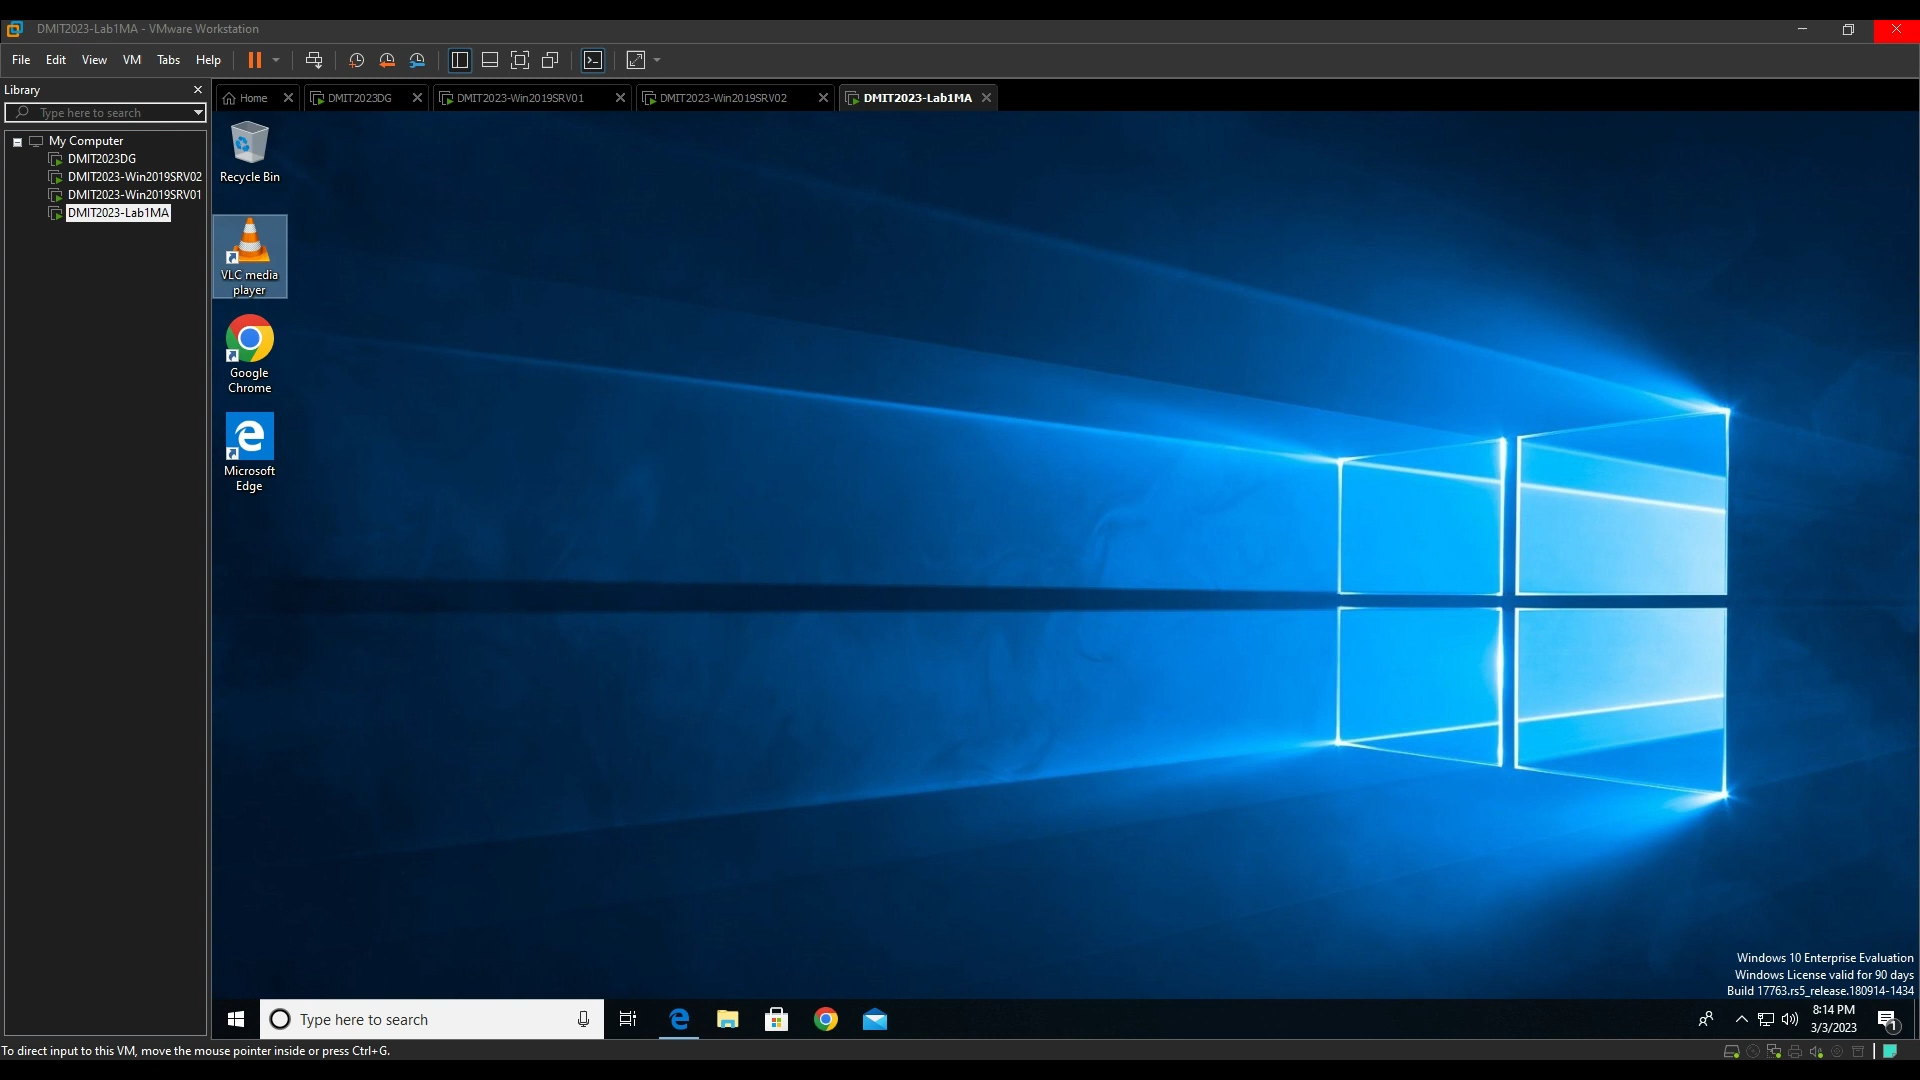 DMIT2023-Lab1MA - VMware Workstation
File Edit View VM Tabs Help
Library
Type here to search
My Computer
DMIT2023DG
DMIT2023-Win2019SRV02
DMIT2023-Win2019SRV01
DMIT2023-Lab1MA
Home
DMIT2023DG
DMIT2023-Win2019SRV01
DMIT2023-Win2019SRV02
DMIT2023-Lab1MA
Recycle Bin
VLC media
player
Google
Chrome
Microsoft
Edge
Windows 10 Enterprise Evaluation
Windows License valid for 90 days
Build 17763.rs5_release.180914-1434
Type here to search
8:14 PM
3/3/2023
1
To direct input to this VM, move the mouse pointer inside or press Ctrl+G.